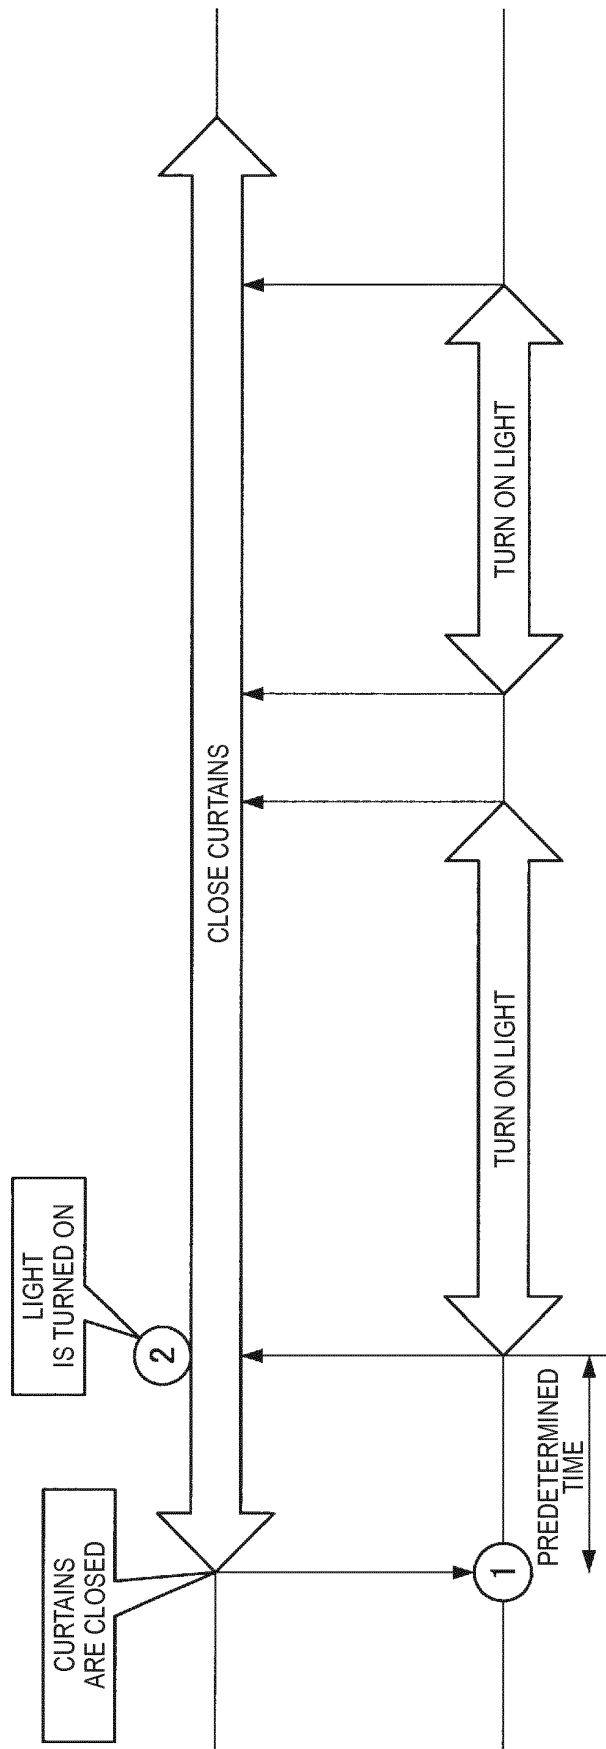 CURTAINS
ARE CLOSED
LIGHT
IS TURNED ON
2
CLOSE CURTAINS
1
PREDETERMINED
TIME
TURN ON LIGHT
TURN ON LIGHT